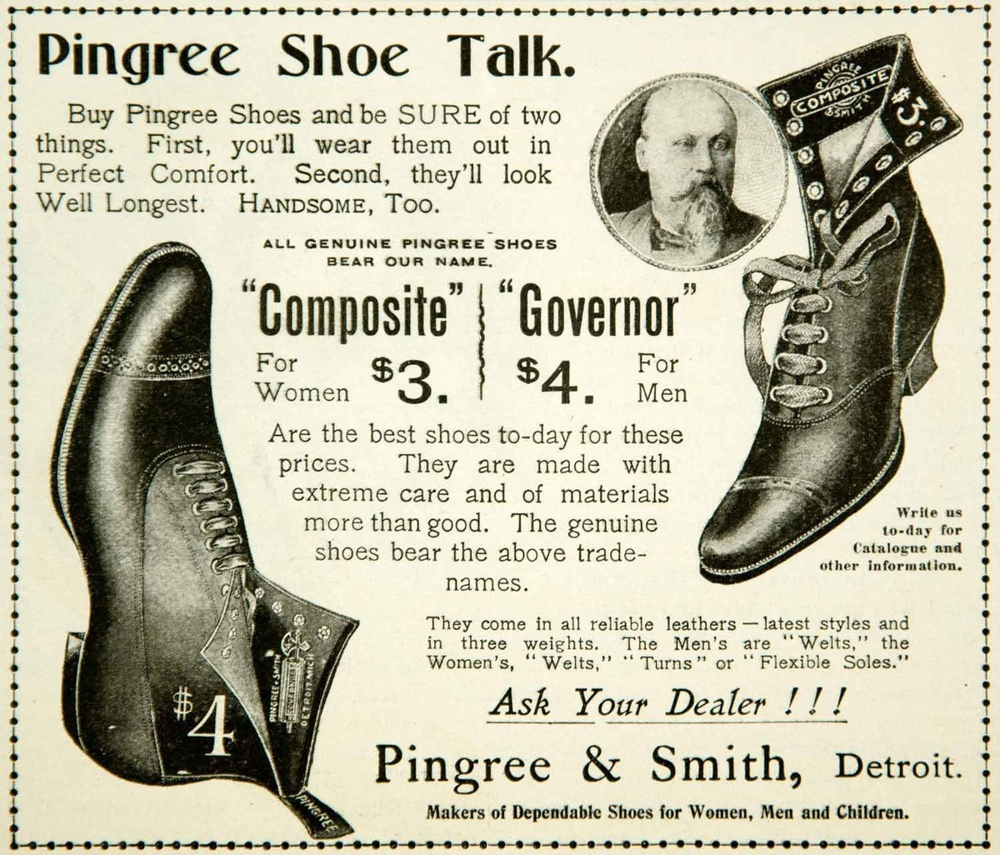 Pingree Shoe Talk.
Buy Pingree Shoes and be SURE of two
things. First, you'll wear them out in
Perfect Comfort. Second, they'll look
Well Longest. HANDSOME, TOO.
ALL GENUINE PINGREE SHOES
BEAR OUR NAME.
"Composite" "Governor"
For Women $3. $4. For Men
Are the best shoes to-day for these
prices. They are made with
extreme care and of materials
more than good. The genuine
shoes bear the above trade-
names.
They come in all reliable leathers — latest styles and
in three weights. The Men's are "Welts," the
Women's, "Welts," "Turns" or "Flexible Soles."
Ask Your Dealer !!!
Pingree & Smith, Detroit.
Makers of Dependable Shoes for Women, Men and Children.
Write us
to-day for
Catalogue and
other information.
PINGREE
COMPOSITE
& SMITH
$3.
$4
PINGREE & SMITH
DETROIT, MICH
PINGREE